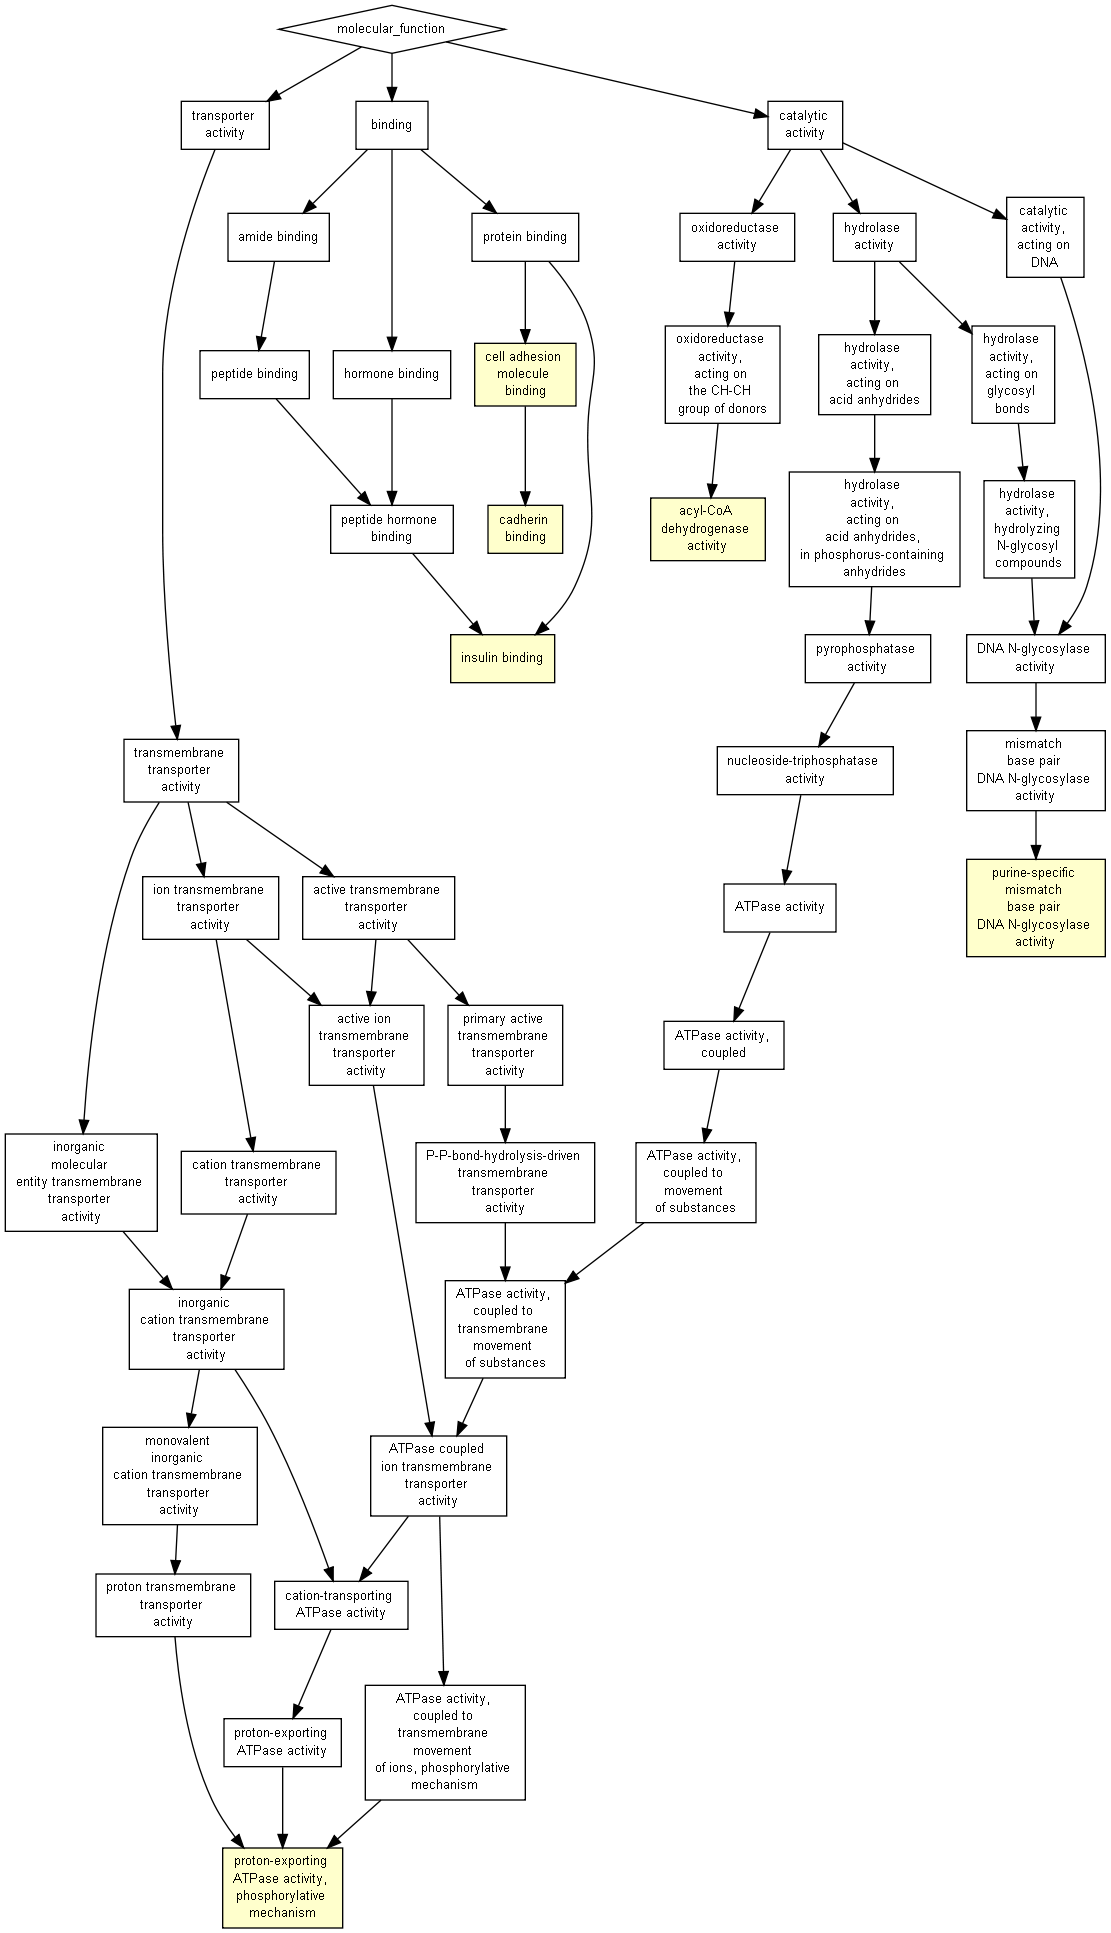 molecular_function
transporter
activity
binding
catalytic
activity
amide binding
protein binding
oxidoreductase
activity
hydrolase
activity
catalytic
activity,
acting on
DNA
peptide binding
hormone binding
cell adhesion
molecule
binding
oxidoreductase
activity,
acting on
the CH-CH
group of donors
hydrolase
activity,
acting on
acid anhydrides
hydrolase
activity,
acting on
glycosyl
bonds
peptide hormone
binding
cadherin
binding
acyl-CoA
dehydrogenase
activity
hydrolase
activity,
acting on
acid anhydrides,
in phosphorus-containing
anhydrides
hydrolase
activity,
hydrolyzing
N-glycosyl
compounds
insulin binding
pyrophosphatase
activity
DNA N-glycosylase
activity
transmembrane
transporter
activity
nucleoside-triphosphatase
activity
mismatch
base pair
DNA N-glycosylase
activity
ion transmembrane
transporter
activity
active transmembrane
transporter
activity
ATPase activity
purine-specific
mismatch
base pair
DNA N-glycosylase
activity
active ion
transmembrane
transporter
activity
primary active
transmembrane
transporter
activity
ATPase activity,
coupled
inorganic
molecular
entity transmembrane
transporter
activity
cation transmembrane
transporter
activity
P-P-bond-hydrolysis-driven
transmembrane
transporter
activity
ATPase activity,
coupled to
movement
of substances
inorganic
cation transmembrane
transporter
activity
ATPase activity,
coupled to
transmembrane
movement
of substances
monovalent
inorganic
cation transmembrane
transporter
activity
ATPase coupled
ion transmembrane
transporter
activity
proton transmembrane
transporter
activity
cation-transporting
ATPase activity
proton-exporting
ATPase activity
ATPase activity,
coupled to
transmembrane
movement
of ions, phosphorylative
mechanism
proton-exporting
ATPase activity,
phosphorylative
mechanism